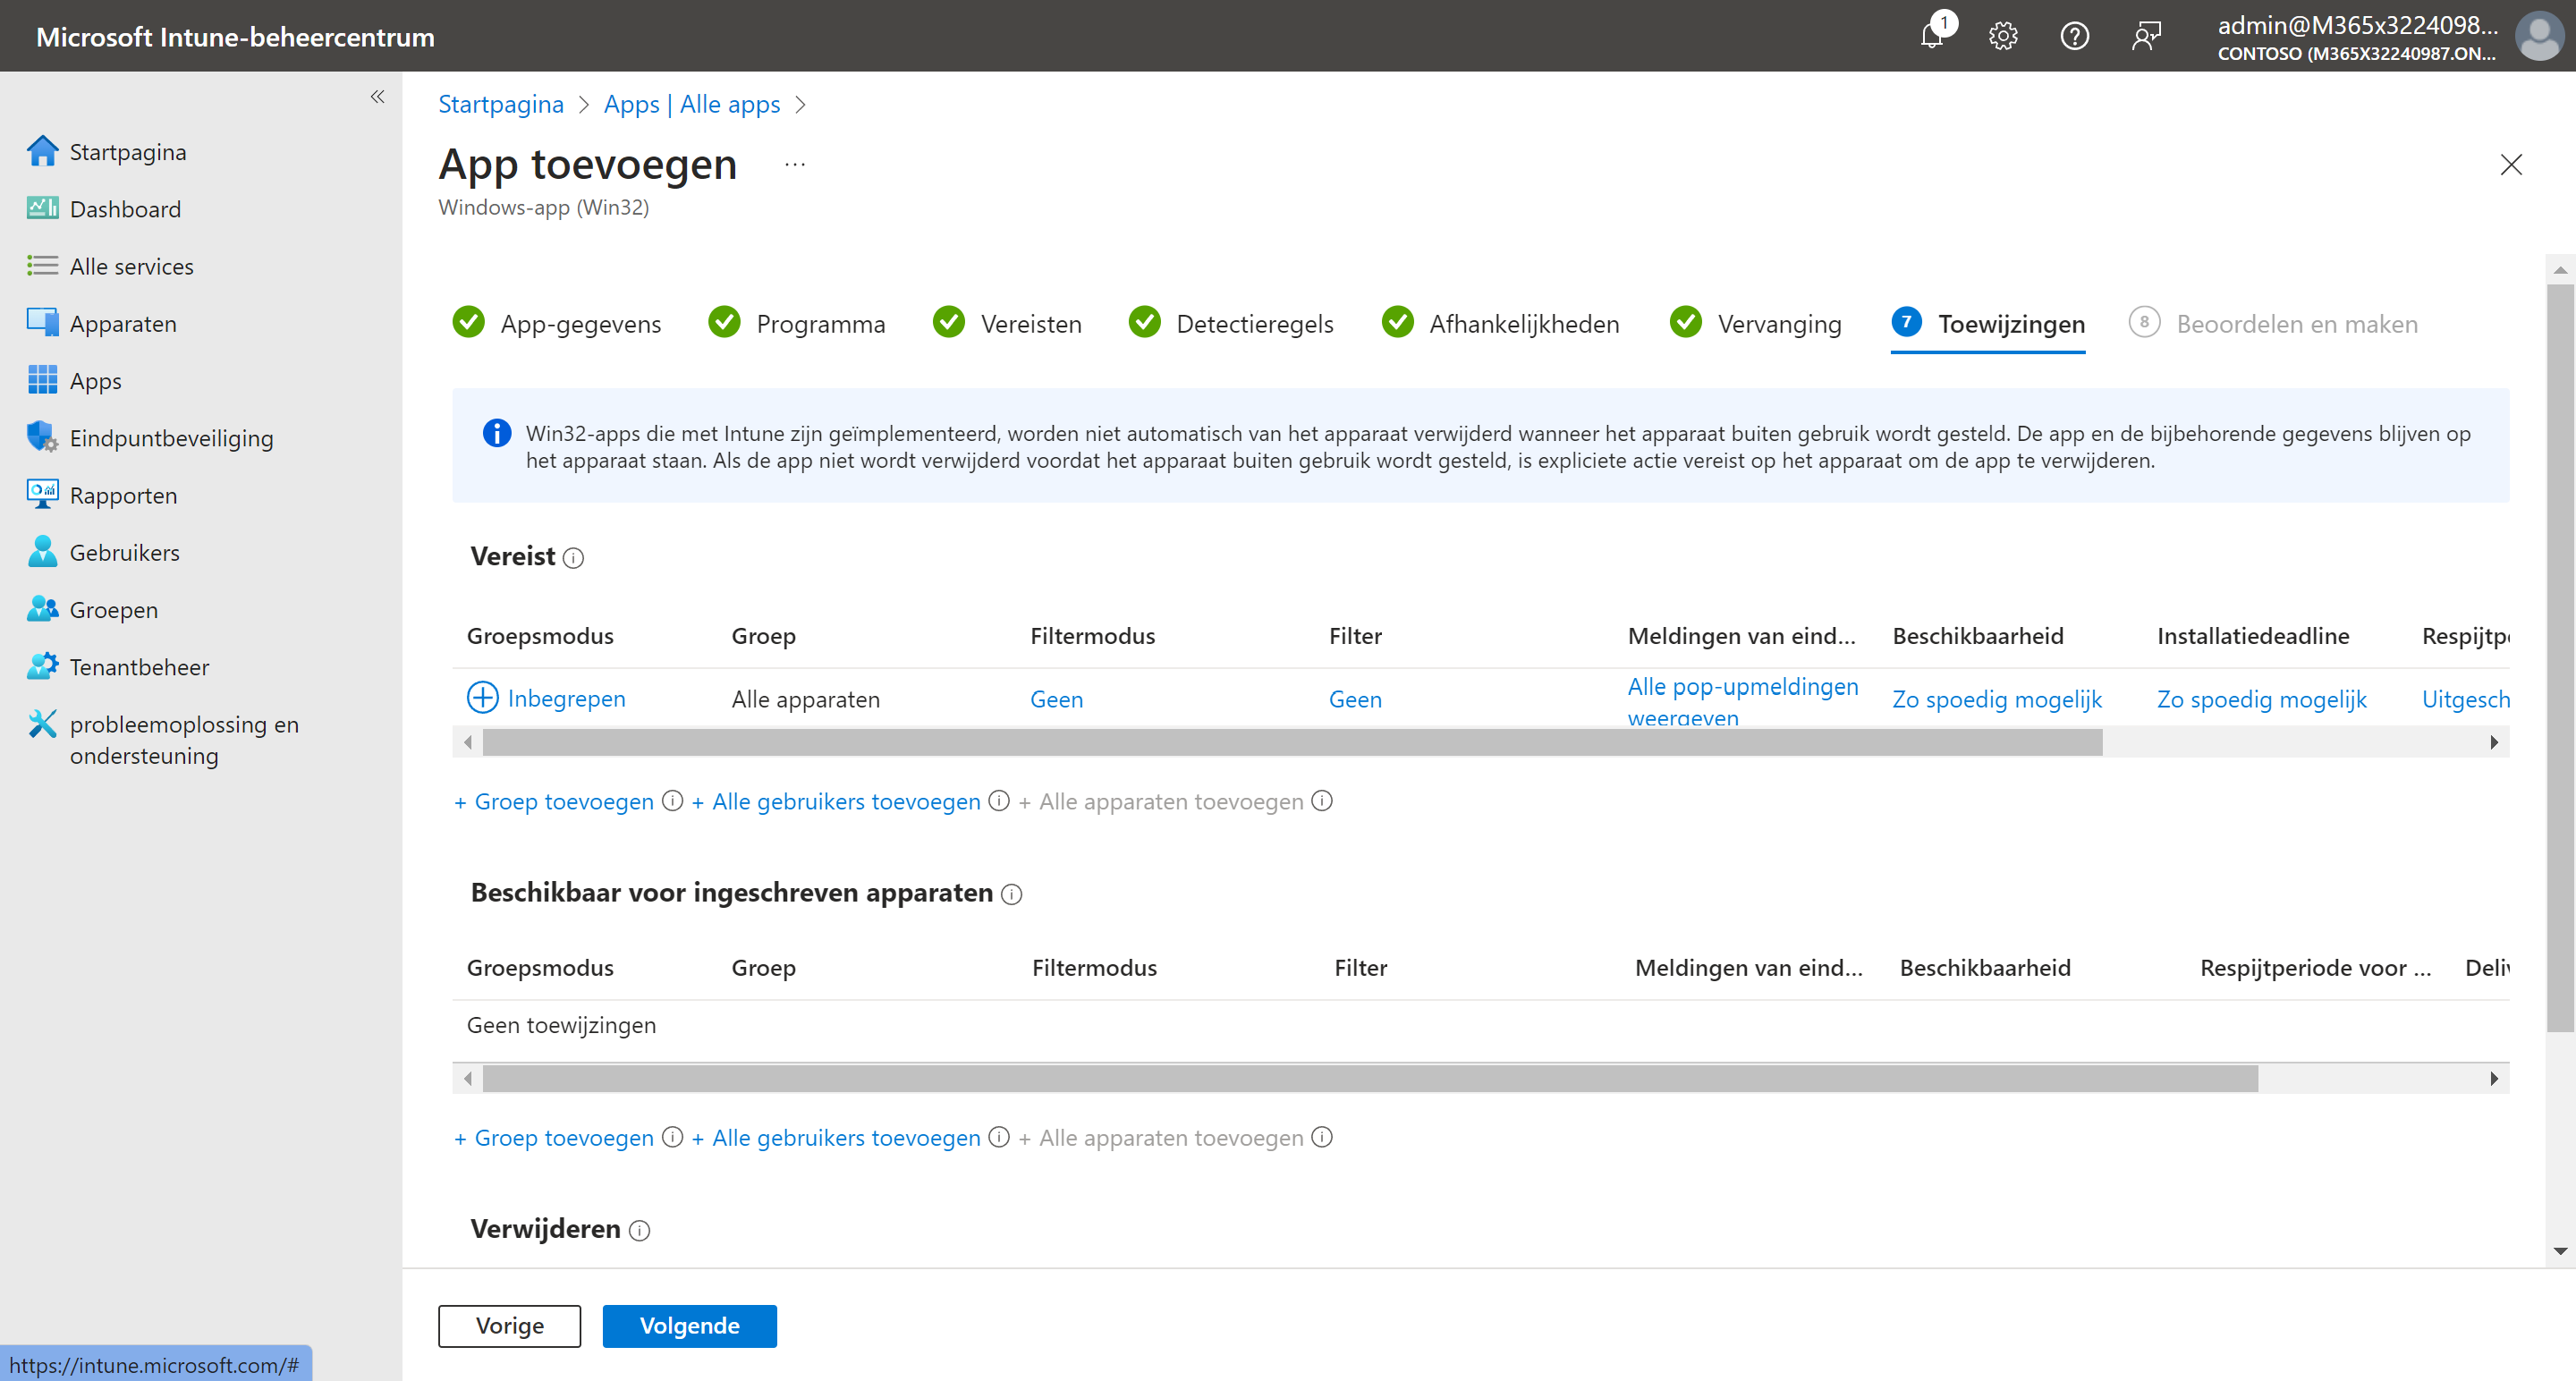 Microsoft Intune-beheercentrum
1
admin@M365x3224098...
CONTOSO (M365X32240987.ON...
Startpagina
Dashboard
Alle services
Apparaten
Apps
Eindpuntbeveiliging
Rapporten
Gebruikers
Groepen
Tenantbeheer
probleemoplossing en
ondersteuning
Startpagina > Apps | Alle apps >
App toevoegen ...
Windows-app (Win32)
App-gegevens Programma Vereisten Detectieregels Afhankelijkheden Vervanging 7 Toewijzingen 8 Beoordelen en maken
Win32-apps die met Intune zijn geïmplementeerd, worden niet automatisch van het apparaat verwijderd wanneer het apparaat buiten gebruik wordt gesteld. De app en de bijbehorende gegevens blijven op
het apparaat staan. Als de app niet wordt verwijderd voordat het apparaat buiten gebruik wordt gesteld, is expliciete actie vereist op het apparaat om de app te verwijderen.
Vereist
Groepsmodus Groep Filtermodus Filter Meldingen van eind... Beschikbaarheid Installatiedeadline Respijtpe
Inbegrepen Alle apparaten Geen Geen Alle pop-upmeldingen weergeven Zo spoedig mogelijk Zo spoedig mogelijk Uitgesch
+ Groep toevoegen + Alle gebruikers toevoegen + Alle apparaten toevoegen
Beschikbaar voor ingeschreven apparaten
Groepsmodus Groep Filtermodus Filter Meldingen van eind... Beschikbaarheid Respijtperiode voor ... Deliv
Geen toewijzingen
+ Groep toevoegen + Alle gebruikers toevoegen + Alle apparaten toevoegen
Verwijderen
Vorige Volgende
https://intune.microsoft.com/#